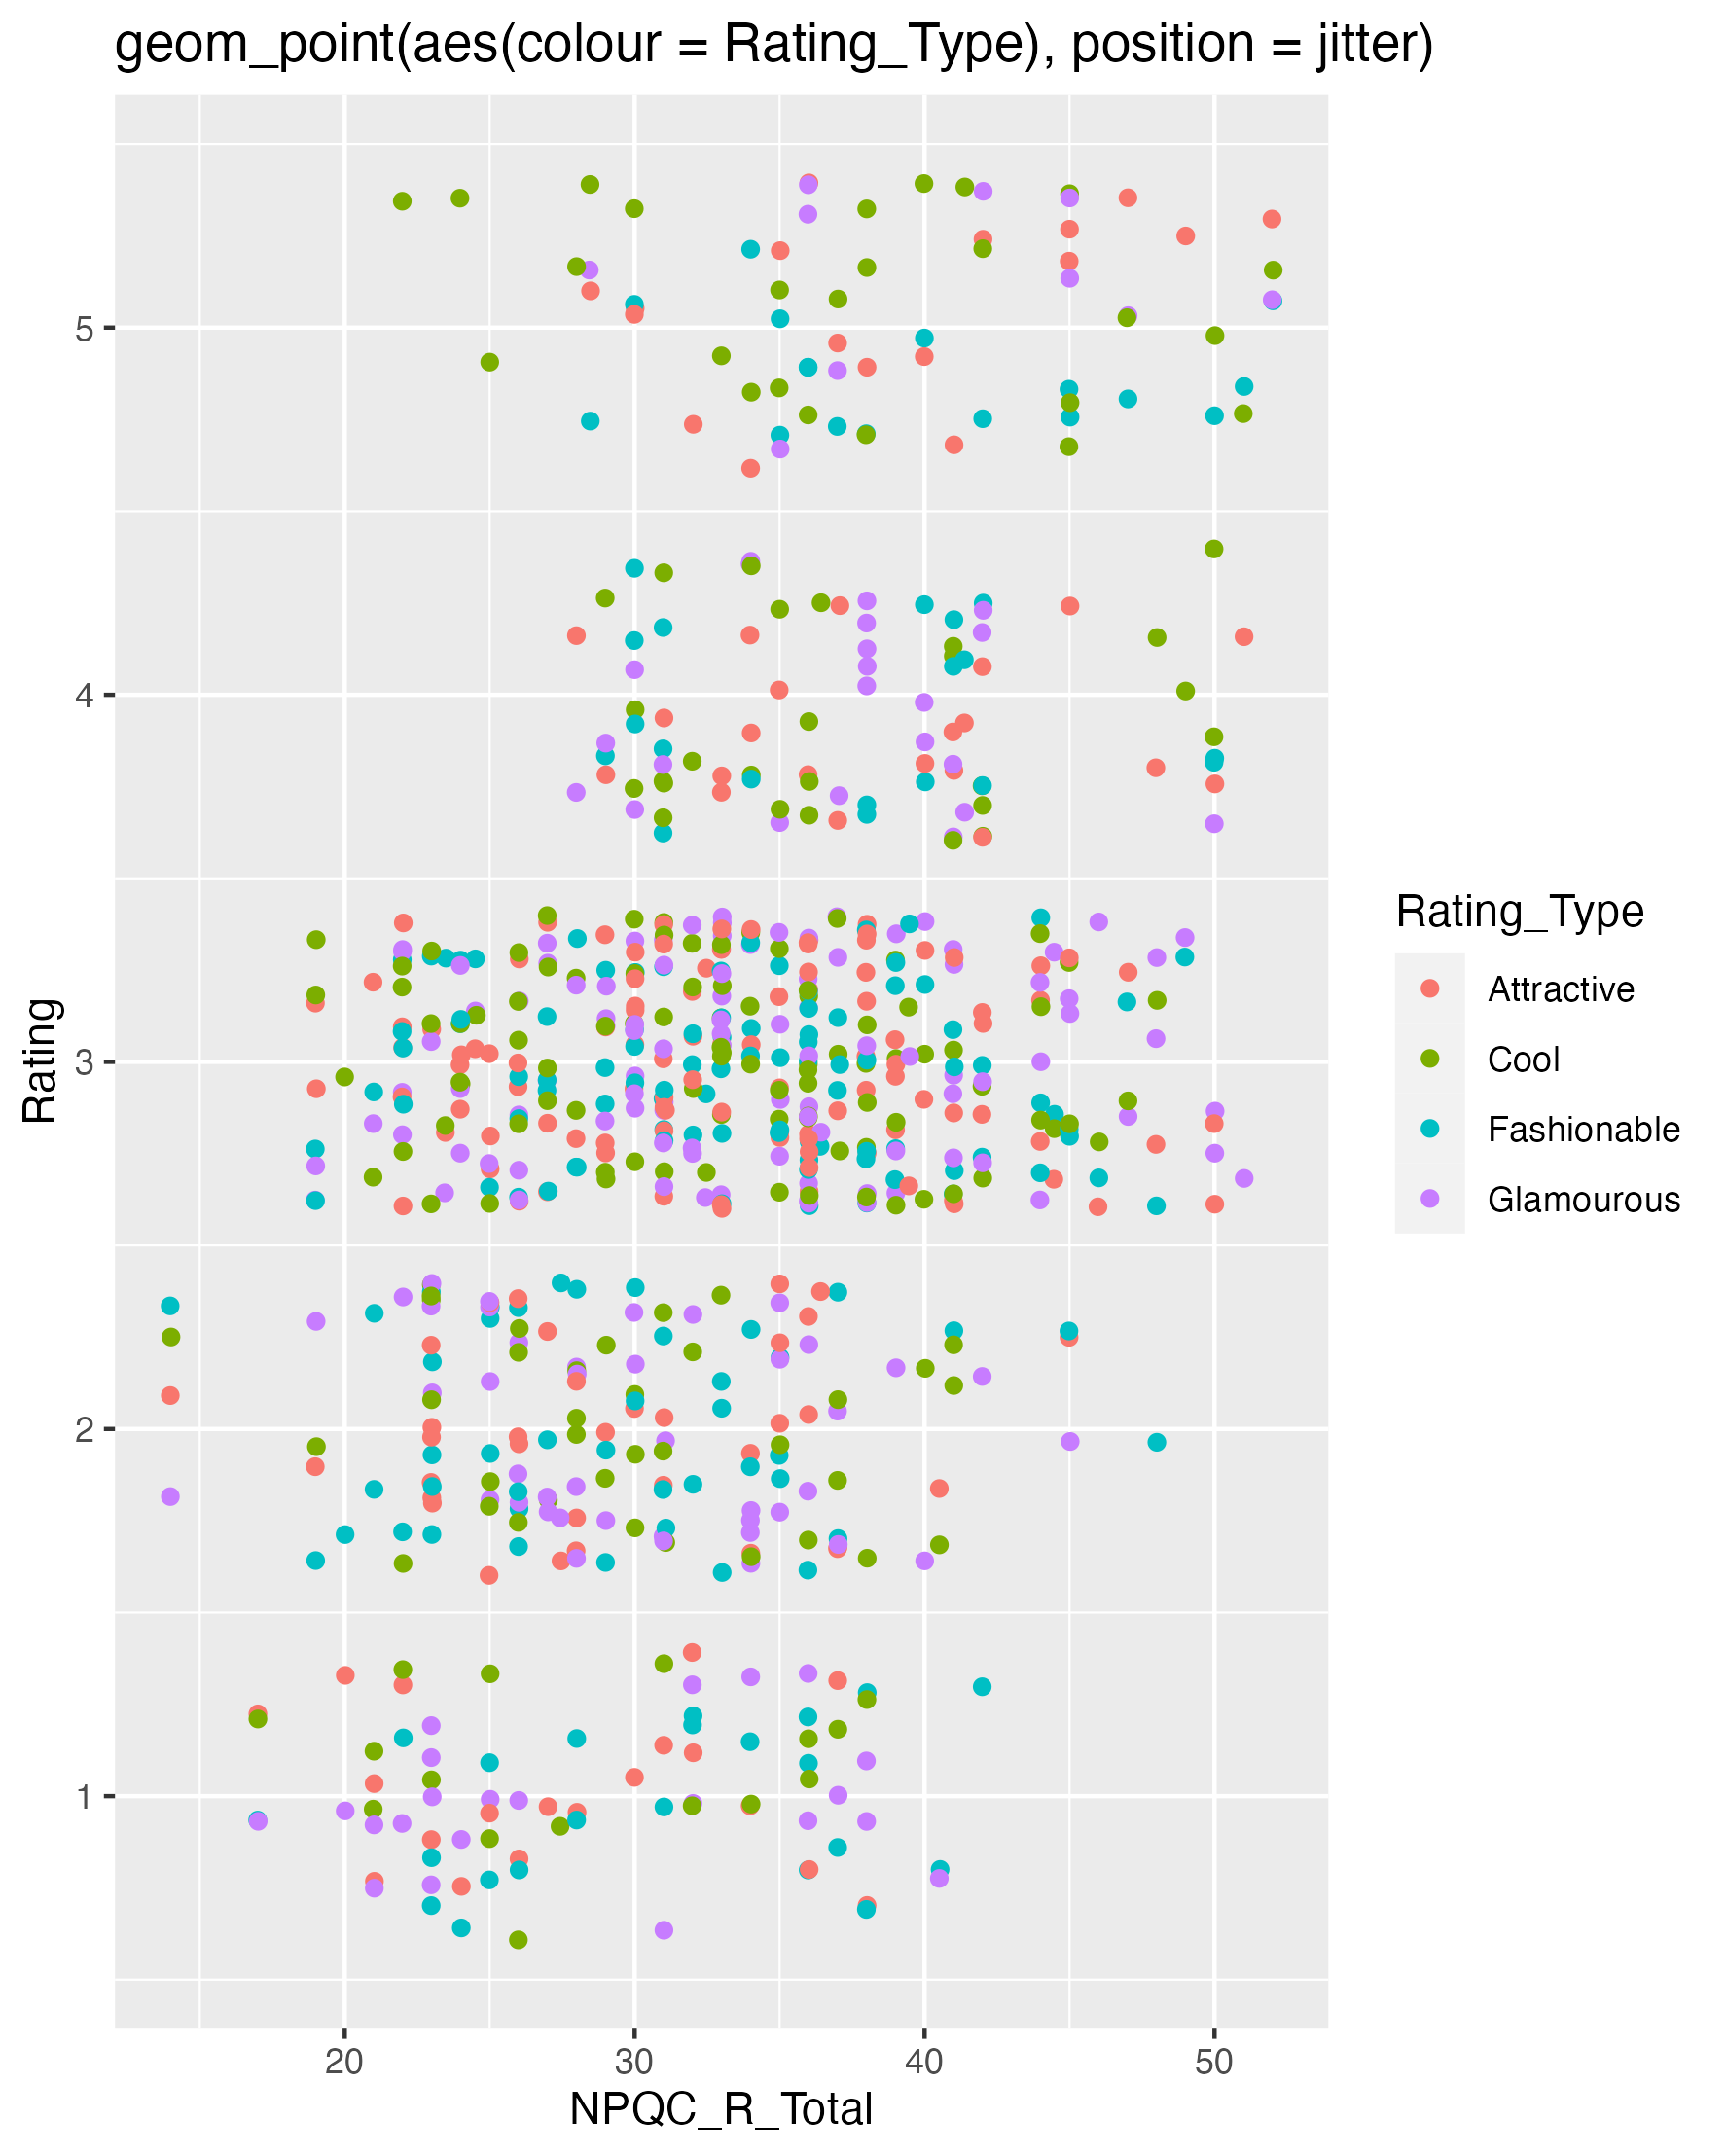 geom_point(aes(colour = Rating_Type), position = jitter)
5
4
3
2
1
Rating
20 30 40 50
NPQC_R_Total
Rating_Type
Attractive
Cool
Fashionable
Glamourous